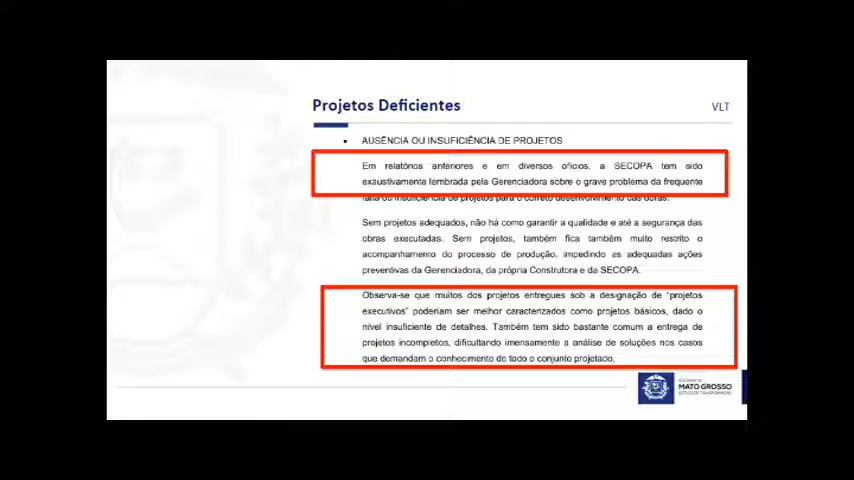 Projetos Deficientes
VLT
• AUSÊNCIA OU INSUFICIÊNCIA DE PROJETOS
Em relatórios anteriores e em diversos ofícios, a SECOPA tem sido
exaustivamente lembrada pela Gerenciadora sobre o grave problema da frequente
falta ou insuficiência de projetos para o correto desenvolvimento das obras.
Sem projetos adequados, não há como garantir a qualidade e até a segurança das
obras executadas. Sem projetos, também fica também muito restrito o
acompanhamento do processo de produção, impedindo as adequadas ações
preventivas da Gerenciadora, da própria Construtora e da SECOPA.
Observa-se que muitos dos projetos entregues sob a designação de "projetos
executivos" poderiam ser melhor caracterizados como projetos básicos, dado o
nível insuficiente de detalhes. Também tem sido bastante comum a entrega de
projetos incompletos, dificultando imensamente a análise de soluções nos casos
que demandam o conhecimento de todo o conjunto projetado.
MATO GROSSO